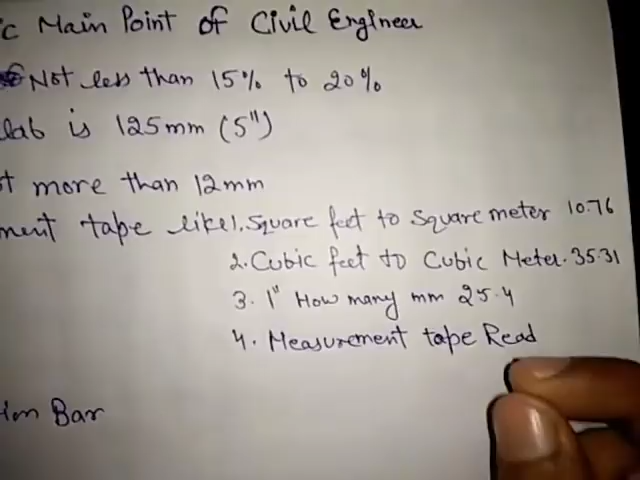 c Main Point of Civil Engineer
Not less than 15% to 20%
lab is 125mm (5")
t more than 12mm
ment tape like 1. Square feet to Square meter 10.76
2. Cubic feet to Cubic Meter. 35.31
3. 1" How many mm 25.4
4. Measurement tape Read
Bar